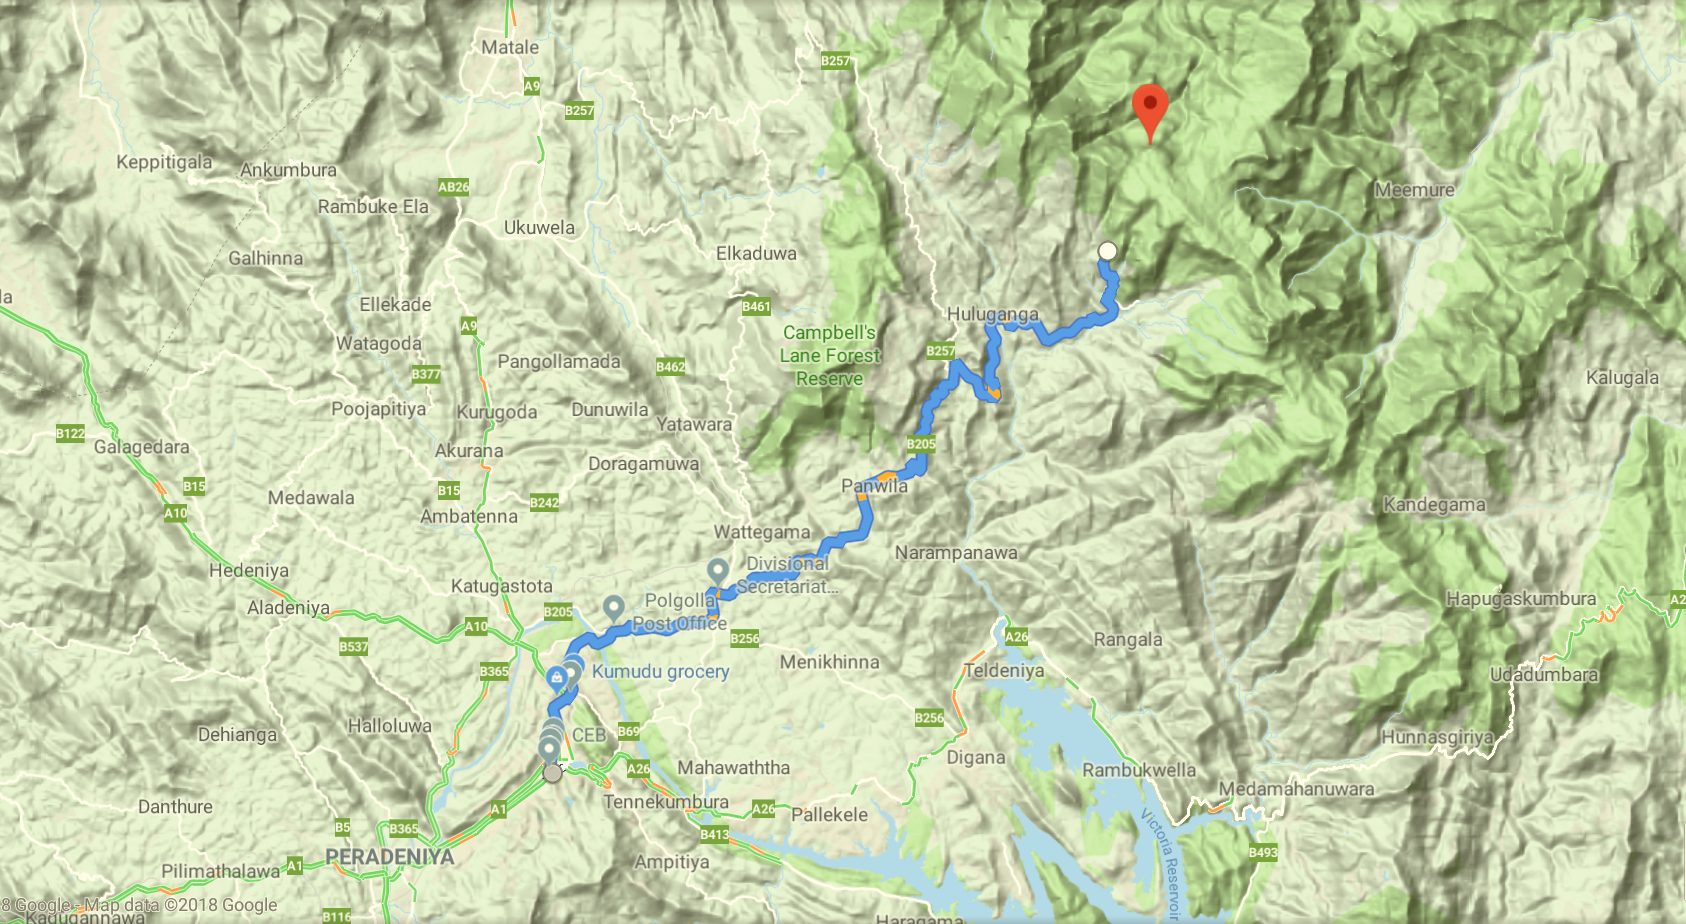 Matale
B257
A9
B257
Keppitigala
Ankumbura
AB26
Meemure
Rambuke Ela
Ukuwela
Elkaduwa
Galhinna
la
Ellekade
B461
Huluganga
A9
Campbell's
Lane Forest
Reserve
Watagoda
Pangollamada
B462
B257
B377
Kalugala
Poojapitiya
Kurugoda
Dunuwila
Yatawara
B122
Galagedara
Akurana
B205
Doragamuwa
B15
B15
Panwila
Medawala
B242
A10
Ambatenna
Kandegama
Wattegama
Narampanawa
Hedeniya
Divisional
Secretariat...
Katugastota
Aladeniya
B205
Polgolla
Post Office
Hapugaskumbura
A2
A10
B256
A26
Rangala
B537
Menikhinna
B365
Kumudu grocery
Teldeniya
Udadumbara
Halloluwa
B256
Dehianga
CEB
B69
Hunnasgiriya
Digana
A26
Mahawaththa
Rambukwella
Medamahanuwara
Danthure
A1
Tennekumbura
A26
Pallekele
B5
B365
B413
Victoria Reservoir
PERADENIYA
B493
Pilimathalawa
A1
Ampitiya
8 Google - Map data ©2018 Google
Kadugannawa
B116
Haragama